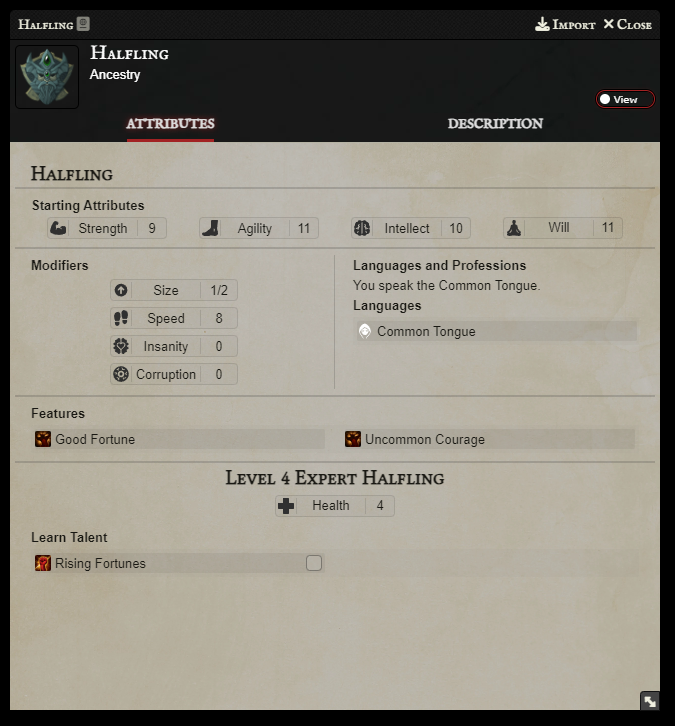 Halfling Import Close
Halfling
Ancestry
View
ATTRIBUTES DESCRIPTION
Halfling
Starting Attributes
Strength 9 Agility 11 Intellect 10 Will 11
Modifiers
Size 1/2
Speed 8
Insanity 0
Corruption 0
Languages and Professions
You speak the Common Tongue.
Languages
Common Tongue
Features
Good Fortune Uncommon Courage
Level 4 Expert Halfling
Health 4
Learn Talent
Rising Fortunes